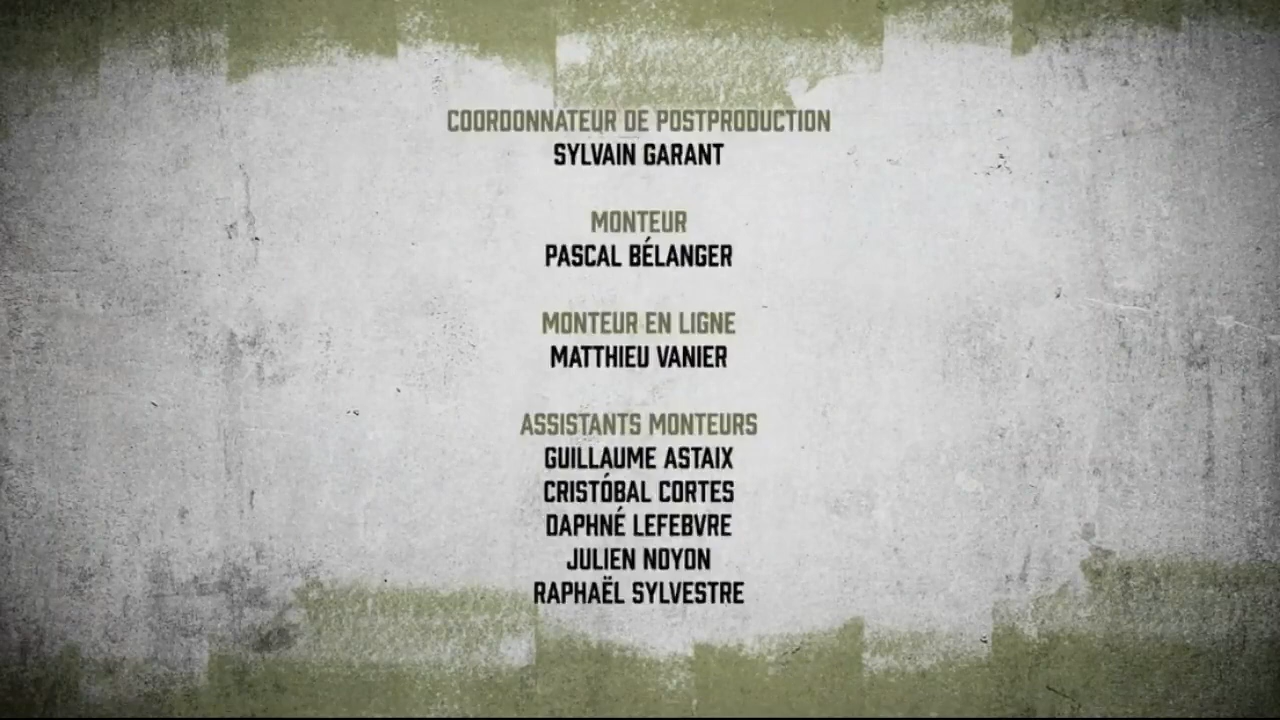 COORDONNATEUR DE POSTPRODUCTION
SYLVAIN GARANT
MONTEUR
PASCAL BÉLANGER
MONTEUR EN LIGNE
MATTHIEU VANIER
ASSISTANTS MONTEURS
GUILLAUME ASTAIX
CRISTÓBAL CORTES
DAPHNÉ LEFEBVRE
JULIEN NOYON
RAPHAËL SYLVESTRE